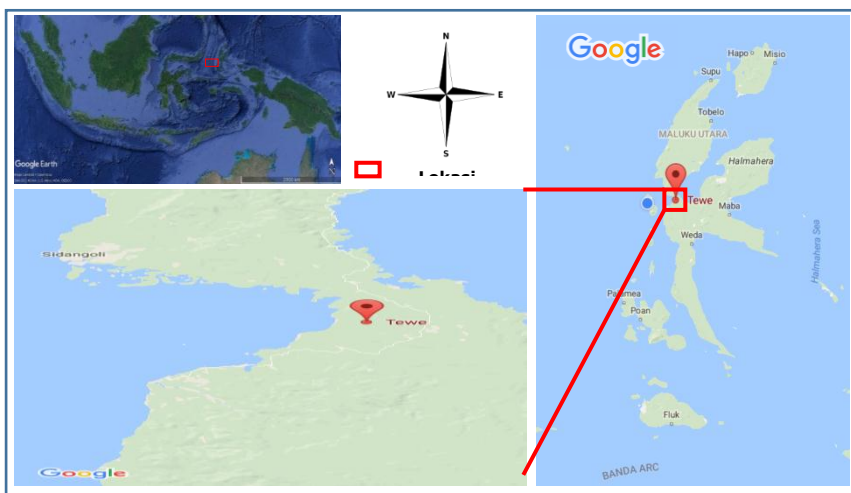 Google Earth
N
W
E
S
Lokasi
Google
Hapo
Misio
Supu
Tobelo
MALUKU UTARA
Halmahera
Tewe
Maba
Weda
Halmahera Sea
Poan
Fluk
BANDA ARC
Sidangoli
Tewe
Google